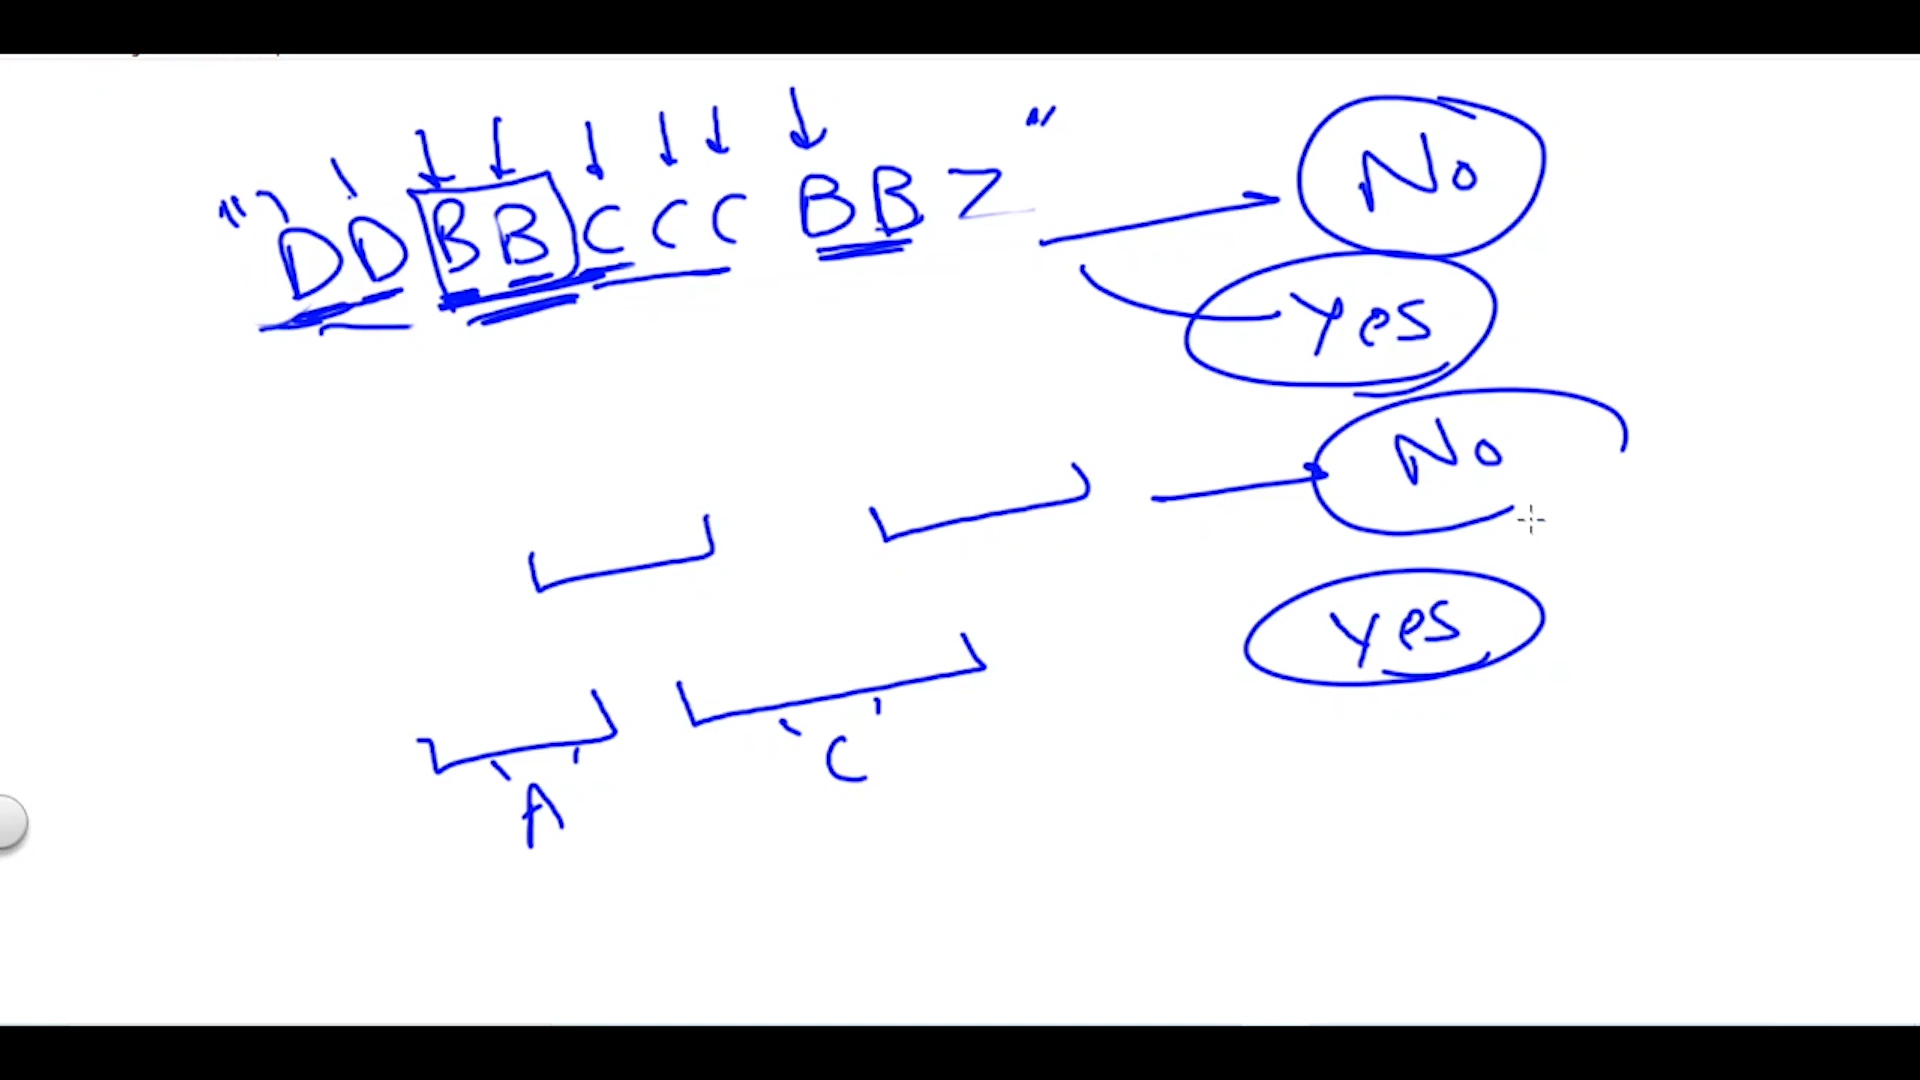 "DDBBCCCBBZ"
No
Yes
No
Yes
C
A